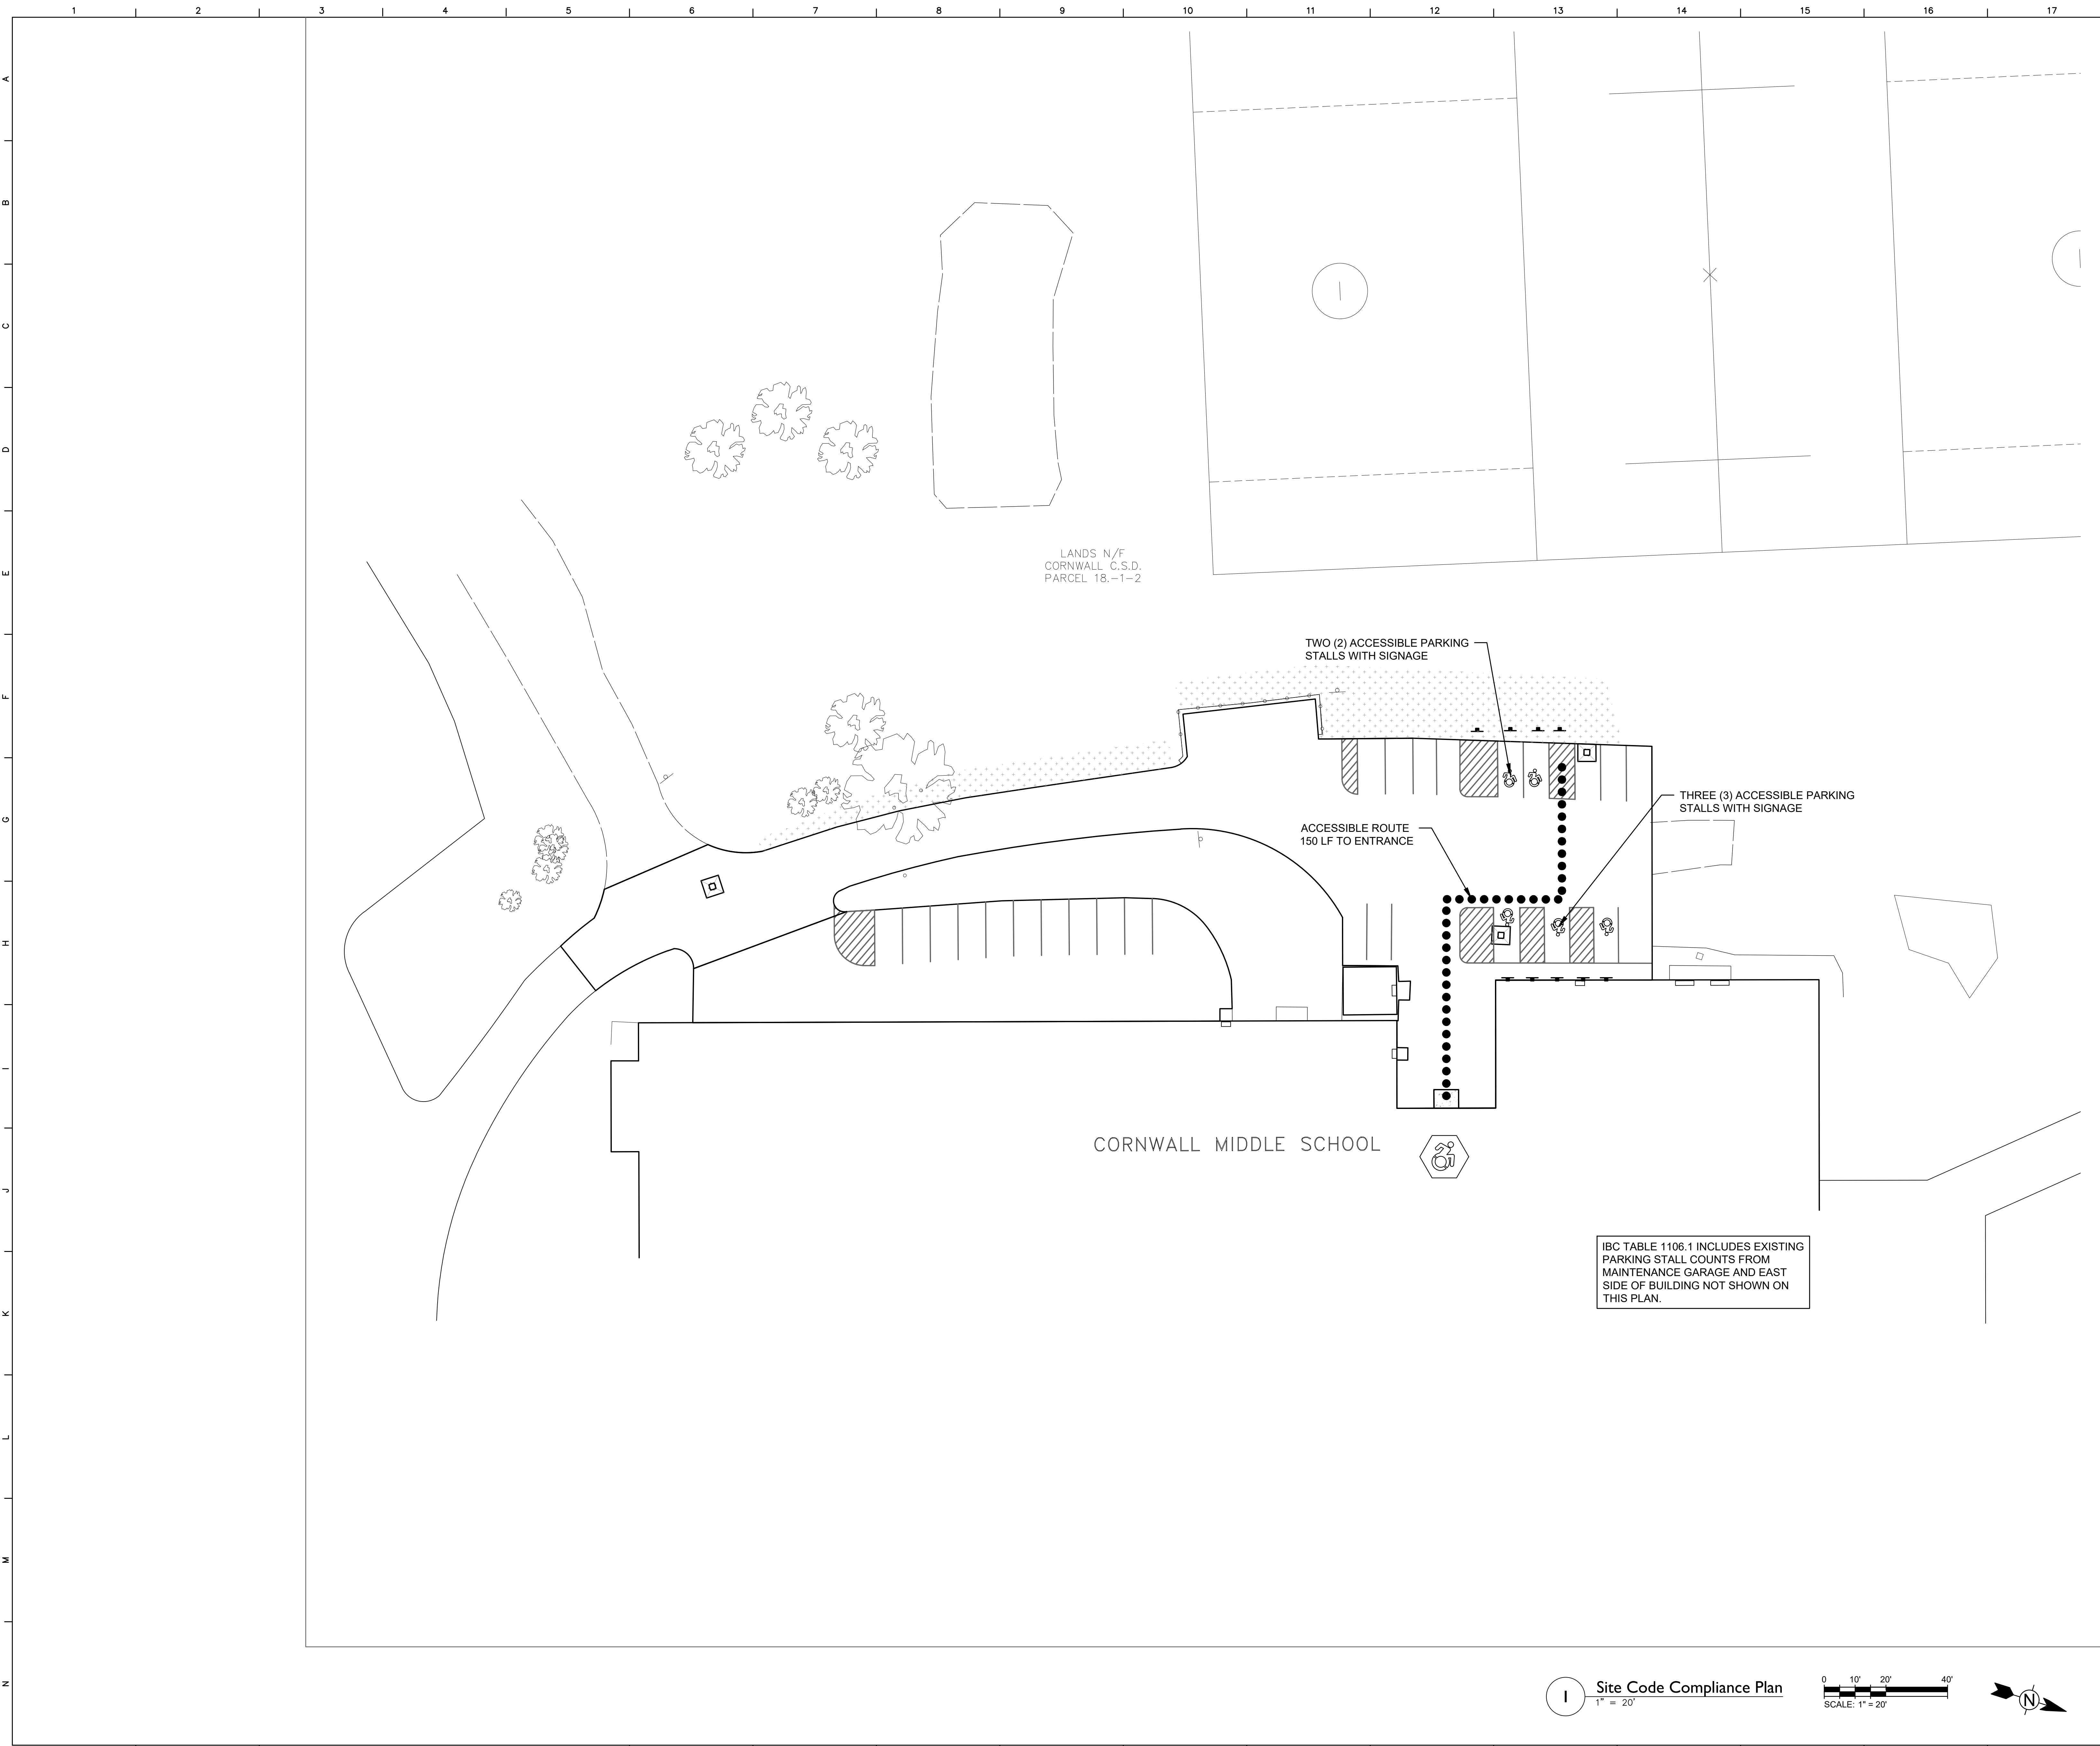 1 2 3 4 5 6 7 8 9 10 11 12 13 14 15 16 17
A
B
C
D
E
F
G
H
I
J
K
L
M
N
LANDS N/F
CORNWALL C.S.D.
PARCEL 18.-1-2
TWO (2) ACCESSIBLE PARKING
STALLS WITH SIGNAGE
THREE (3) ACCESSIBLE PARKING
STALLS WITH SIGNAGE
ACCESSIBLE ROUTE
150 LF TO ENTRANCE
CORNWALL MIDDLE SCHOOL
IBC TABLE 1106.1 INCLUDES EXISTING
PARKING STALL COUNTS FROM
MAINTENANCE GARAGE AND EAST
SIDE OF BUILDING NOT SHOWN ON
THIS PLAN.
1
Site Code Compliance Plan
1" = 20'
0 10' 20' 40'
SCALE: 1" = 20'
N